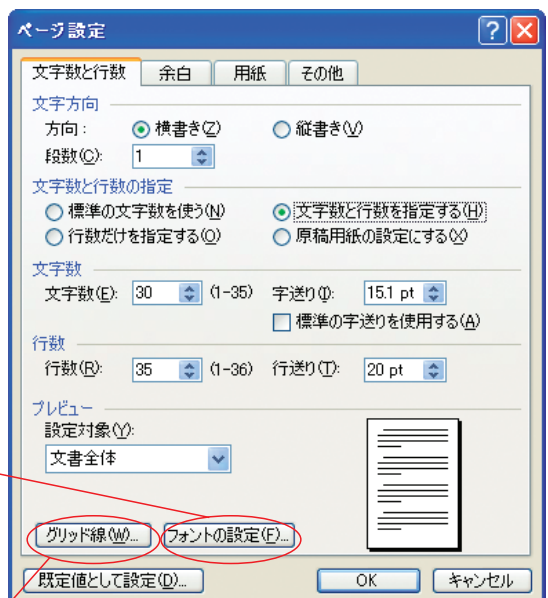 ページ設定
文字数と行数 余白 用紙 その他
文字方向
方向: 横書き(Z) 縦書き(V)
段数(C): 1
文字数と行数の指定
標準の文字数を使う(N) 文字数と行数を指定する(H)
行数だけを指定する(O) 原稿用紙の設定にする(X)
文字数
文字数(E): 30 (1-35) 字送り(I): 15.1 pt
標準の字送りを使用する(A)
行数
行数(R): 35 (1-36) 行送り(T): 20 pt
プレビュー
設定対象(Y):
文書全体
グリッド線(W)... フォントの設定(F)...
既定値として設定(D)... OK キャンセル